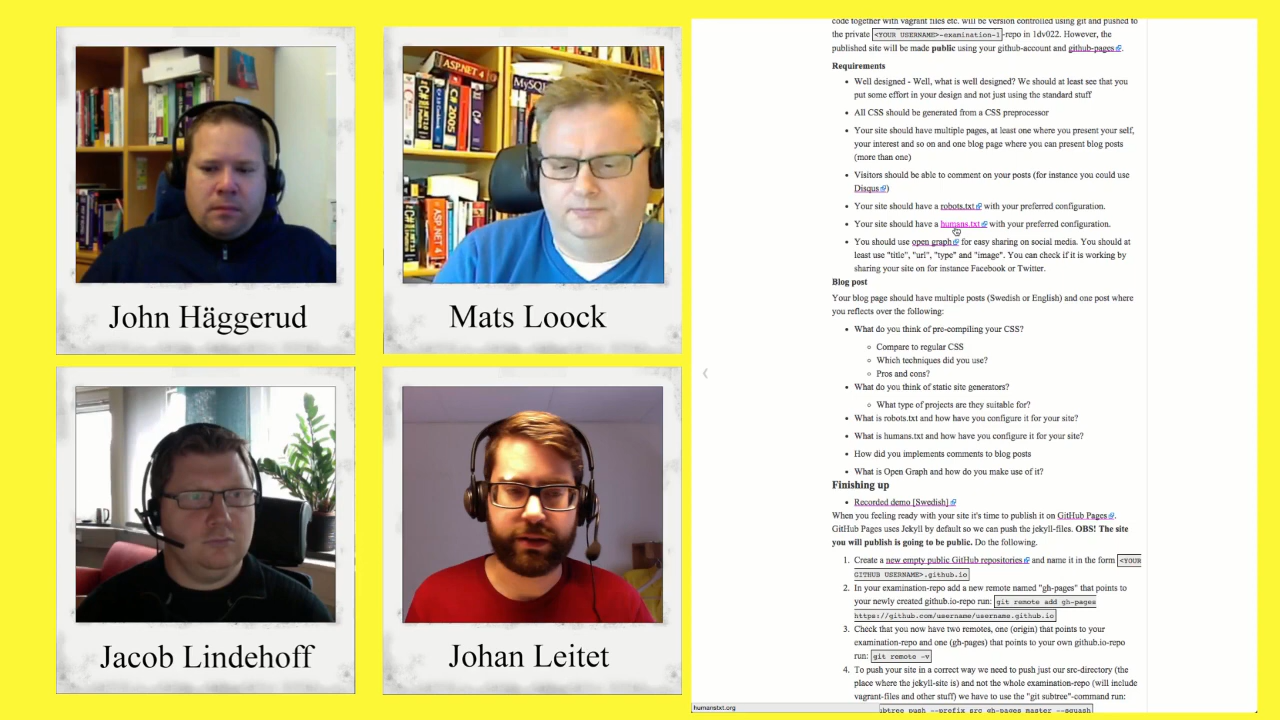 ASP.NET 4
MySQL
C# 2005
ASP.NET
John Häggerud
Mats Loock
Jacob Lindehoff
Johan Leitet
code together with vagrant files etc. will be version controlled using git and pushed to
the private <YOUR USERNAME>-examination-1-repo in 1dv022. However, the
published site will be made public using your github-account and github-pages.
Requirements
Well designed - Well, what is well designed? We should at least see that you
put some effort in your design and not just using the standard stuff
All CSS should be generated from a CSS preprocessor
Your site should have multiple pages, at least one where you present your self,
your interest and so on and one blog page where you can present blog posts
(more than one)
Visitors should be able to comment on your posts (for instance you could use
Disqus)
Your site should have a robots.txt with your preferred configuration.
Your site should have a humans.txt with your preferred configuration.
You should use open graph for easy sharing on social media. You should at
least use "title", "url", "type" and "image". You can check if it is working by
sharing your site on for instance Facebook or Twitter.
Blog post
Your blog page should have multiple posts (Swedish or English) and one post where
you reflects over the following:
What do you think of pre-compiling your CSS?
Compare to regular CSS
Which techniques did you use?
Pros and cons?
What do you think of static site generators?
What type of projects are they suitable for?
What is robots.txt and how have you configure it for your site?
What is humans.txt and how have you configure it for your site?
How did you implements comments to blog posts
What is Open Graph and how do you make use of it?
Finishing up
Recorded demo [Swedish]
When you feeling ready with your site it's time to publish it on GitHub Pages.
GitHub Pages uses Jekyll by default so we can push the jekyll-files. OBS! The site
you will publish is going to be public. Do the following.
1. Create a new empty public GitHub repositories and name it in the form <YOUR
GITHUB USERNAME>.github.io
2. In your examination-repo add a new remote named "gh-pages" that points to
your newly created github.io-repo run: git remote add gh-pages
https://github.com/username/username.github.io
3. Check that you now have two remotes, one (origin) that points to your
examination-repo and one (gh-pages) that points to your own github.io-repo
run: git remote -v
4. To push your site in a correct way we need to push just our src-directory (the
place where the jekyll-site is) and not the whole examination-repo (will include
vagrant-files and other stuff) we have to use the "git subtree"-command run:
humanstxt.org
ubtree push --prefix src gh-pages master --squash